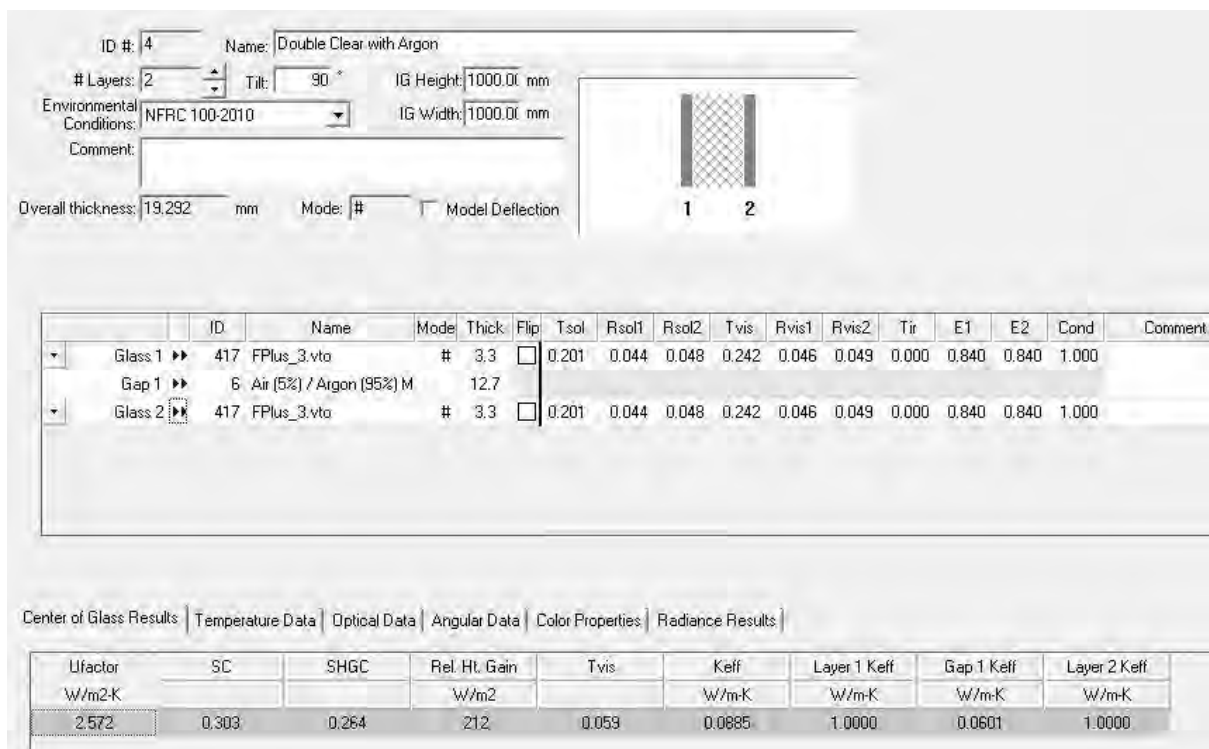 ID #: 4 Name: Double Clear with Argon
# Layers: 2 Tilt: 90 ° IG Height: 1000.00 mm
Environmental Conditions: NFRC 100-2010 IG Width: 1000.00 mm
Comment:
Overall thickness: 19.292 mm Mode: # Model Deflection
1 2
ID Name Mode Thick Flip Tsol Rsol1 Rsol2 Tvis Rvis1 Rvis2 Tir E1 E2 Cond Comment
Glass 1 ▸▸ 417 FPlus_3.vto # 3.3 0.201 0.044 0.048 0.242 0.046 0.049 0.000 0.840 0.840 1.000
Gap 1 ▸▸ 6 Air (5%) / Argon (95%) M 12.7
Glass 2 ▸▸ 417 FPlus_3.vto # 3.3 0.201 0.044 0.048 0.242 0.046 0.049 0.000 0.840 0.840 1.000
Center of Glass Results Temperature Data Optical Data Angular Data Color Properties Radiance Results
Ufactor SC SHGC Rel. Ht. Gain Tvis Keff Layer 1 Keff Gap 1 Keff Layer 2 Keff
W/m2-K W/m2 W/m-K W/m-K W/m-K W/m-K
2.572 0.303 0.264 212 0.059 0.0885 1.0000 0.0601 1.0000